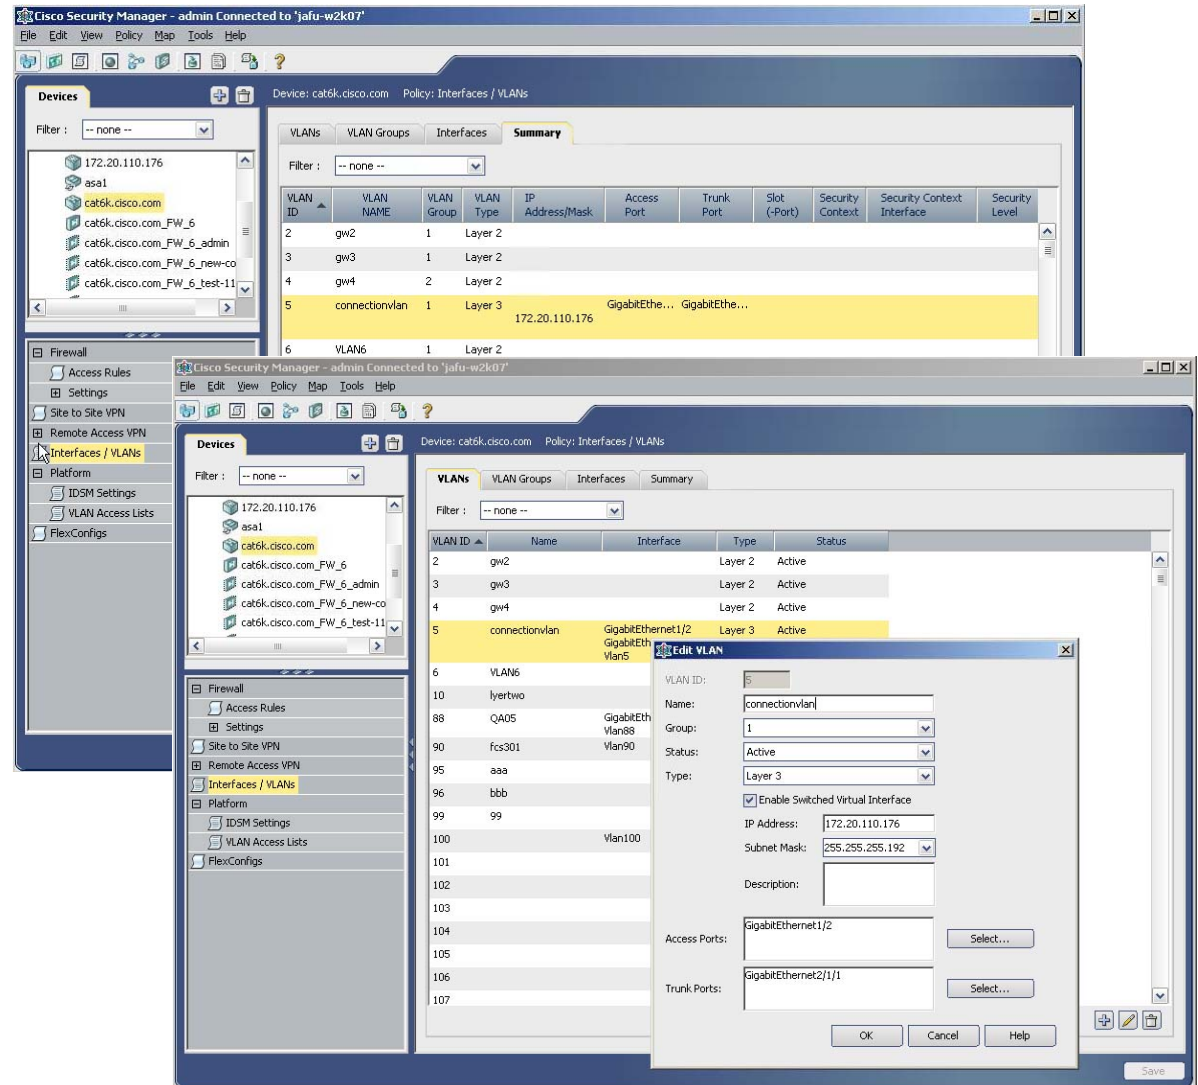 Cisco Security Manager - admin Connected to 'jafu-w2k07'
File Edit View Policy Map Tools Help
Devices
Device: cat6k.cisco.com Policy: Interfaces / VLANs
Filter : -- none --
172.20.110.176
asa1
cat6k.cisco.com
cat6k.cisco.com_FW_6
cat6k.cisco.com_FW_6_admin
cat6k.cisco.com_FW_6_new-co
cat6k.cisco.com_FW_6_test-11
VLANs VLAN Groups Interfaces Summary
Filter : -- none --
VLAN ID VLAN NAME VLAN Group VLAN Type IP Address/Mask Access Port Trunk Port Slot (-Port) Security Context Security Context Interface Security Level
2 gw2 1 Layer 2
3 gw3 1 Layer 2
4 gw4 2 Layer 2
5 connectionvlan 1 Layer 3 172.20.110.176 GigabitEthe... GigabitEthe...
6 VLAN6 1 Layer 2
Firewall
Access Rules
Settings
Site to Site VPN
Remote Access VPN
Interfaces / VLANs
Platform
IDSM Settings
VLAN Access Lists
FlexConfigs
Cisco Security Manager - admin Connected to 'jafu-w2k07'
File Edit View Policy Map Tools Help
Devices
Device: cat6k.cisco.com Policy: Interfaces / VLANs
Filter : -- none --
172.20.110.176
asa1
cat6k.cisco.com
cat6k.cisco.com_FW_6
cat6k.cisco.com_FW_6_admin
cat6k.cisco.com_FW_6_new-co
cat6k.cisco.com_FW_6_test-11
Firewall
Access Rules
Settings
Site to Site VPN
Remote Access VPN
Interfaces / VLANs
Platform
IDSM Settings
VLAN Access Lists
FlexConfigs
VLANs VLAN Groups Interfaces Summary
Filter : -- none --
VLAN ID Name Interface Type Status
2 gw2 Layer 2 Active
3 gw3 Layer 2 Active
4 gw4 Layer 2 Active
5 connectionvlan GigabitEthernet1/2 Layer 3 Active
GigabitEth
Vlan5
6 VLAN6
10 lyertwo
88 QA05 GigabitEth
Vlan88
90 fcs301 Vlan90
95 aaa
96 bbb
99 99
100 Vlan100
101
102
103
104
105
106
107
Edit VLAN
VLAN ID: 5
Name: connectionvlan
Group: 1
Status: Active
Type: Layer 3
Enable Switched Virtual Interface
IP Address: 172.20.110.176
Subnet Mask: 255.255.255.192
Description:
Access Ports: GigabitEthernet1/2 Select...
Trunk Ports: GigabitEthernet2/1/1 Select...
OK Cancel Help
Save